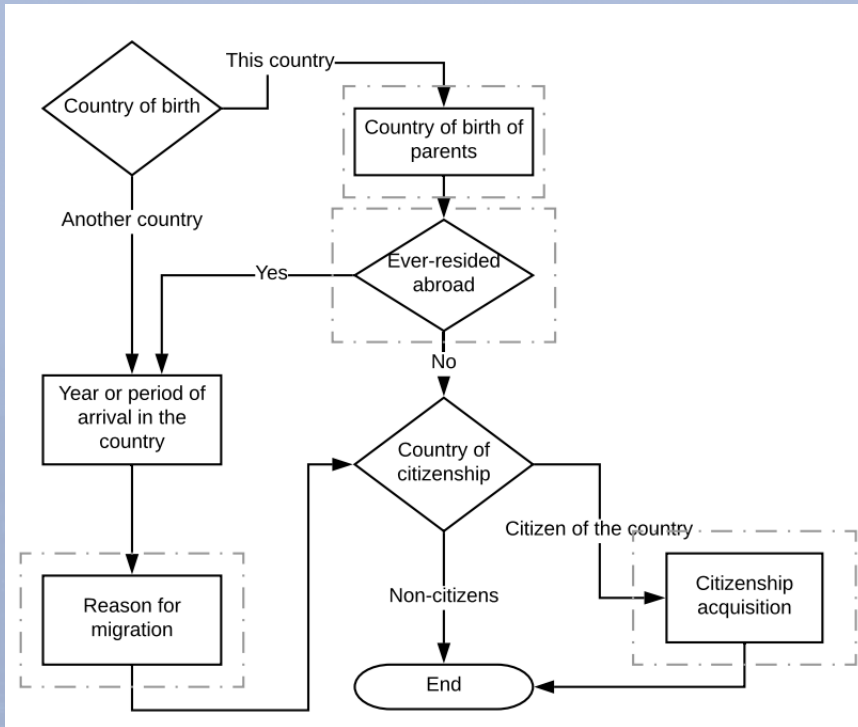 This country
Country of birth
Country of birth of
parents
Another country
Ever-resided
abroad
Yes
No
Year or period of
arrival in the
country
Country of
citizenship
Citizen of the country
Reason for
migration
Non-citizens
Citizenship
acquisition
End